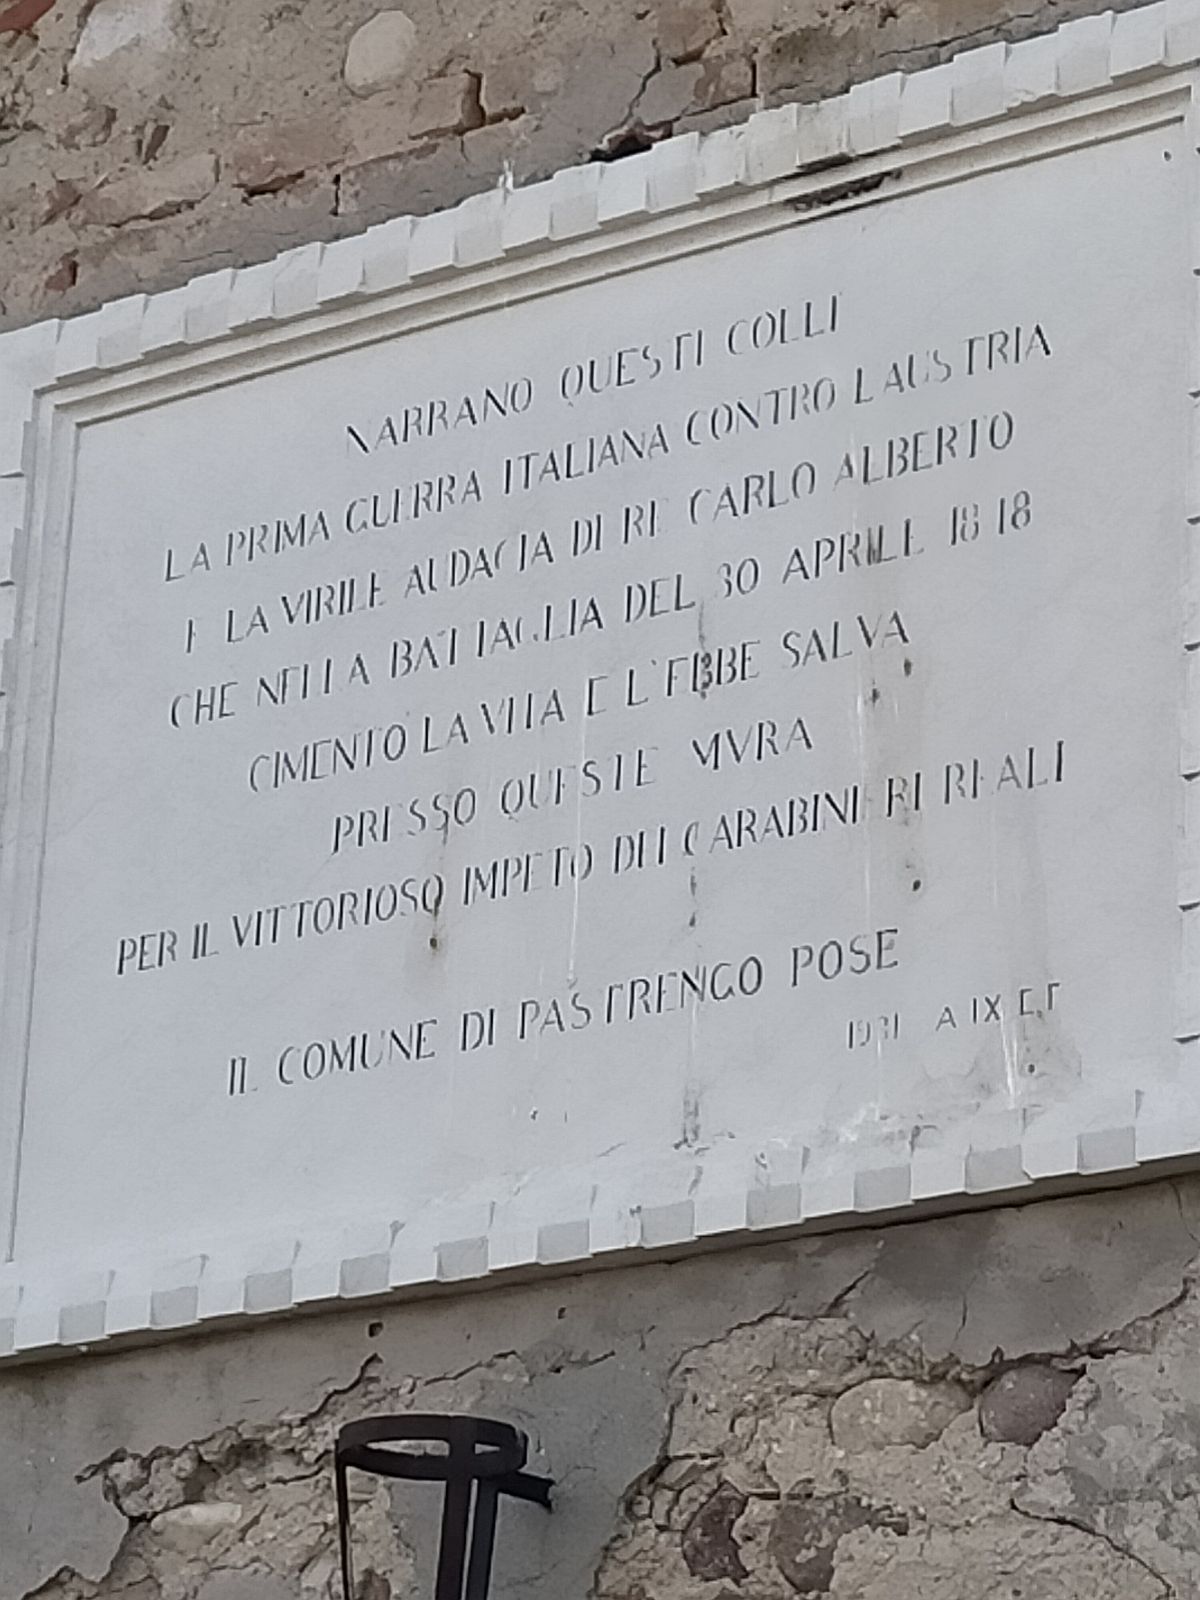 NARRANO QUESTI COLLI
LA PRIMA GUERRA ITALIANA CONTRO L'AUSTRIA
E LA VIRILE AUDACIA DI RE CARLO ALBERTO
CHE NELLA BATTAGLIA DEL 30 APRILE 1848
CIMENTO LA VITA E L'EBBE SALVA
PRESSO QUESTE MVRA
PER IL VITTORIOSO IMPETO DEI CARABINIERI REALI
IL COMUNE DI PASTRENGO POSE
1931 A IX E.F